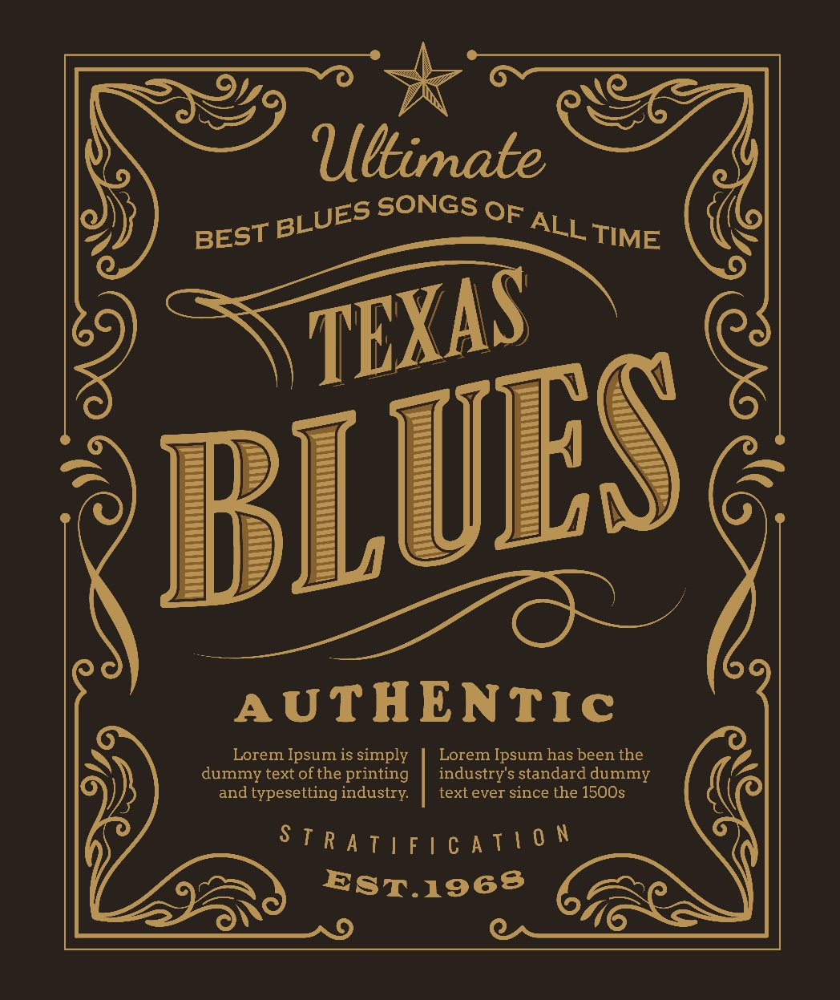 Ultimate
BEST BLUES SONGS OF ALL TIME
TEXAS
BLUES
AUTHENTIC
Lorem Ipsum is simply
dummy text of the printing
and typesetting industry.
Lorem Ipsum has been the
industry's standard dummy
text ever since the 1500s
STRATIFICATION
EST.1968